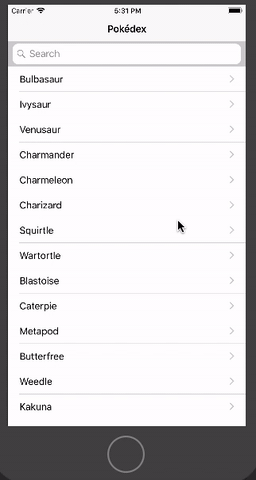 Carrier 5:31 PM
Pokédex
Search
Bulbasaur
Ivysaur
Venusaur
Charmander
Charmeleon
Charizard
Squirtle
Wartortle
Blastoise
Caterpie
Metapod
Butterfree
Weedle
Kakuna